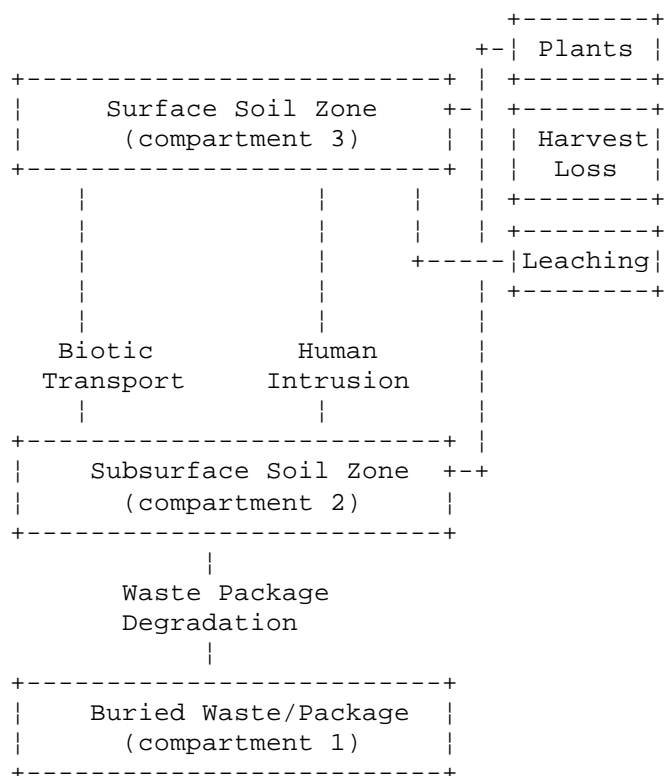 Plants
Surface Soil Zone
(compartment 3)
Harvest
Loss
Leaching
Biotic
Transport
Human
Intrusion
Subsurface Soil Zone
(compartment 2)
Waste Package
Degradation
Buried Waste/Package
(compartment 1)